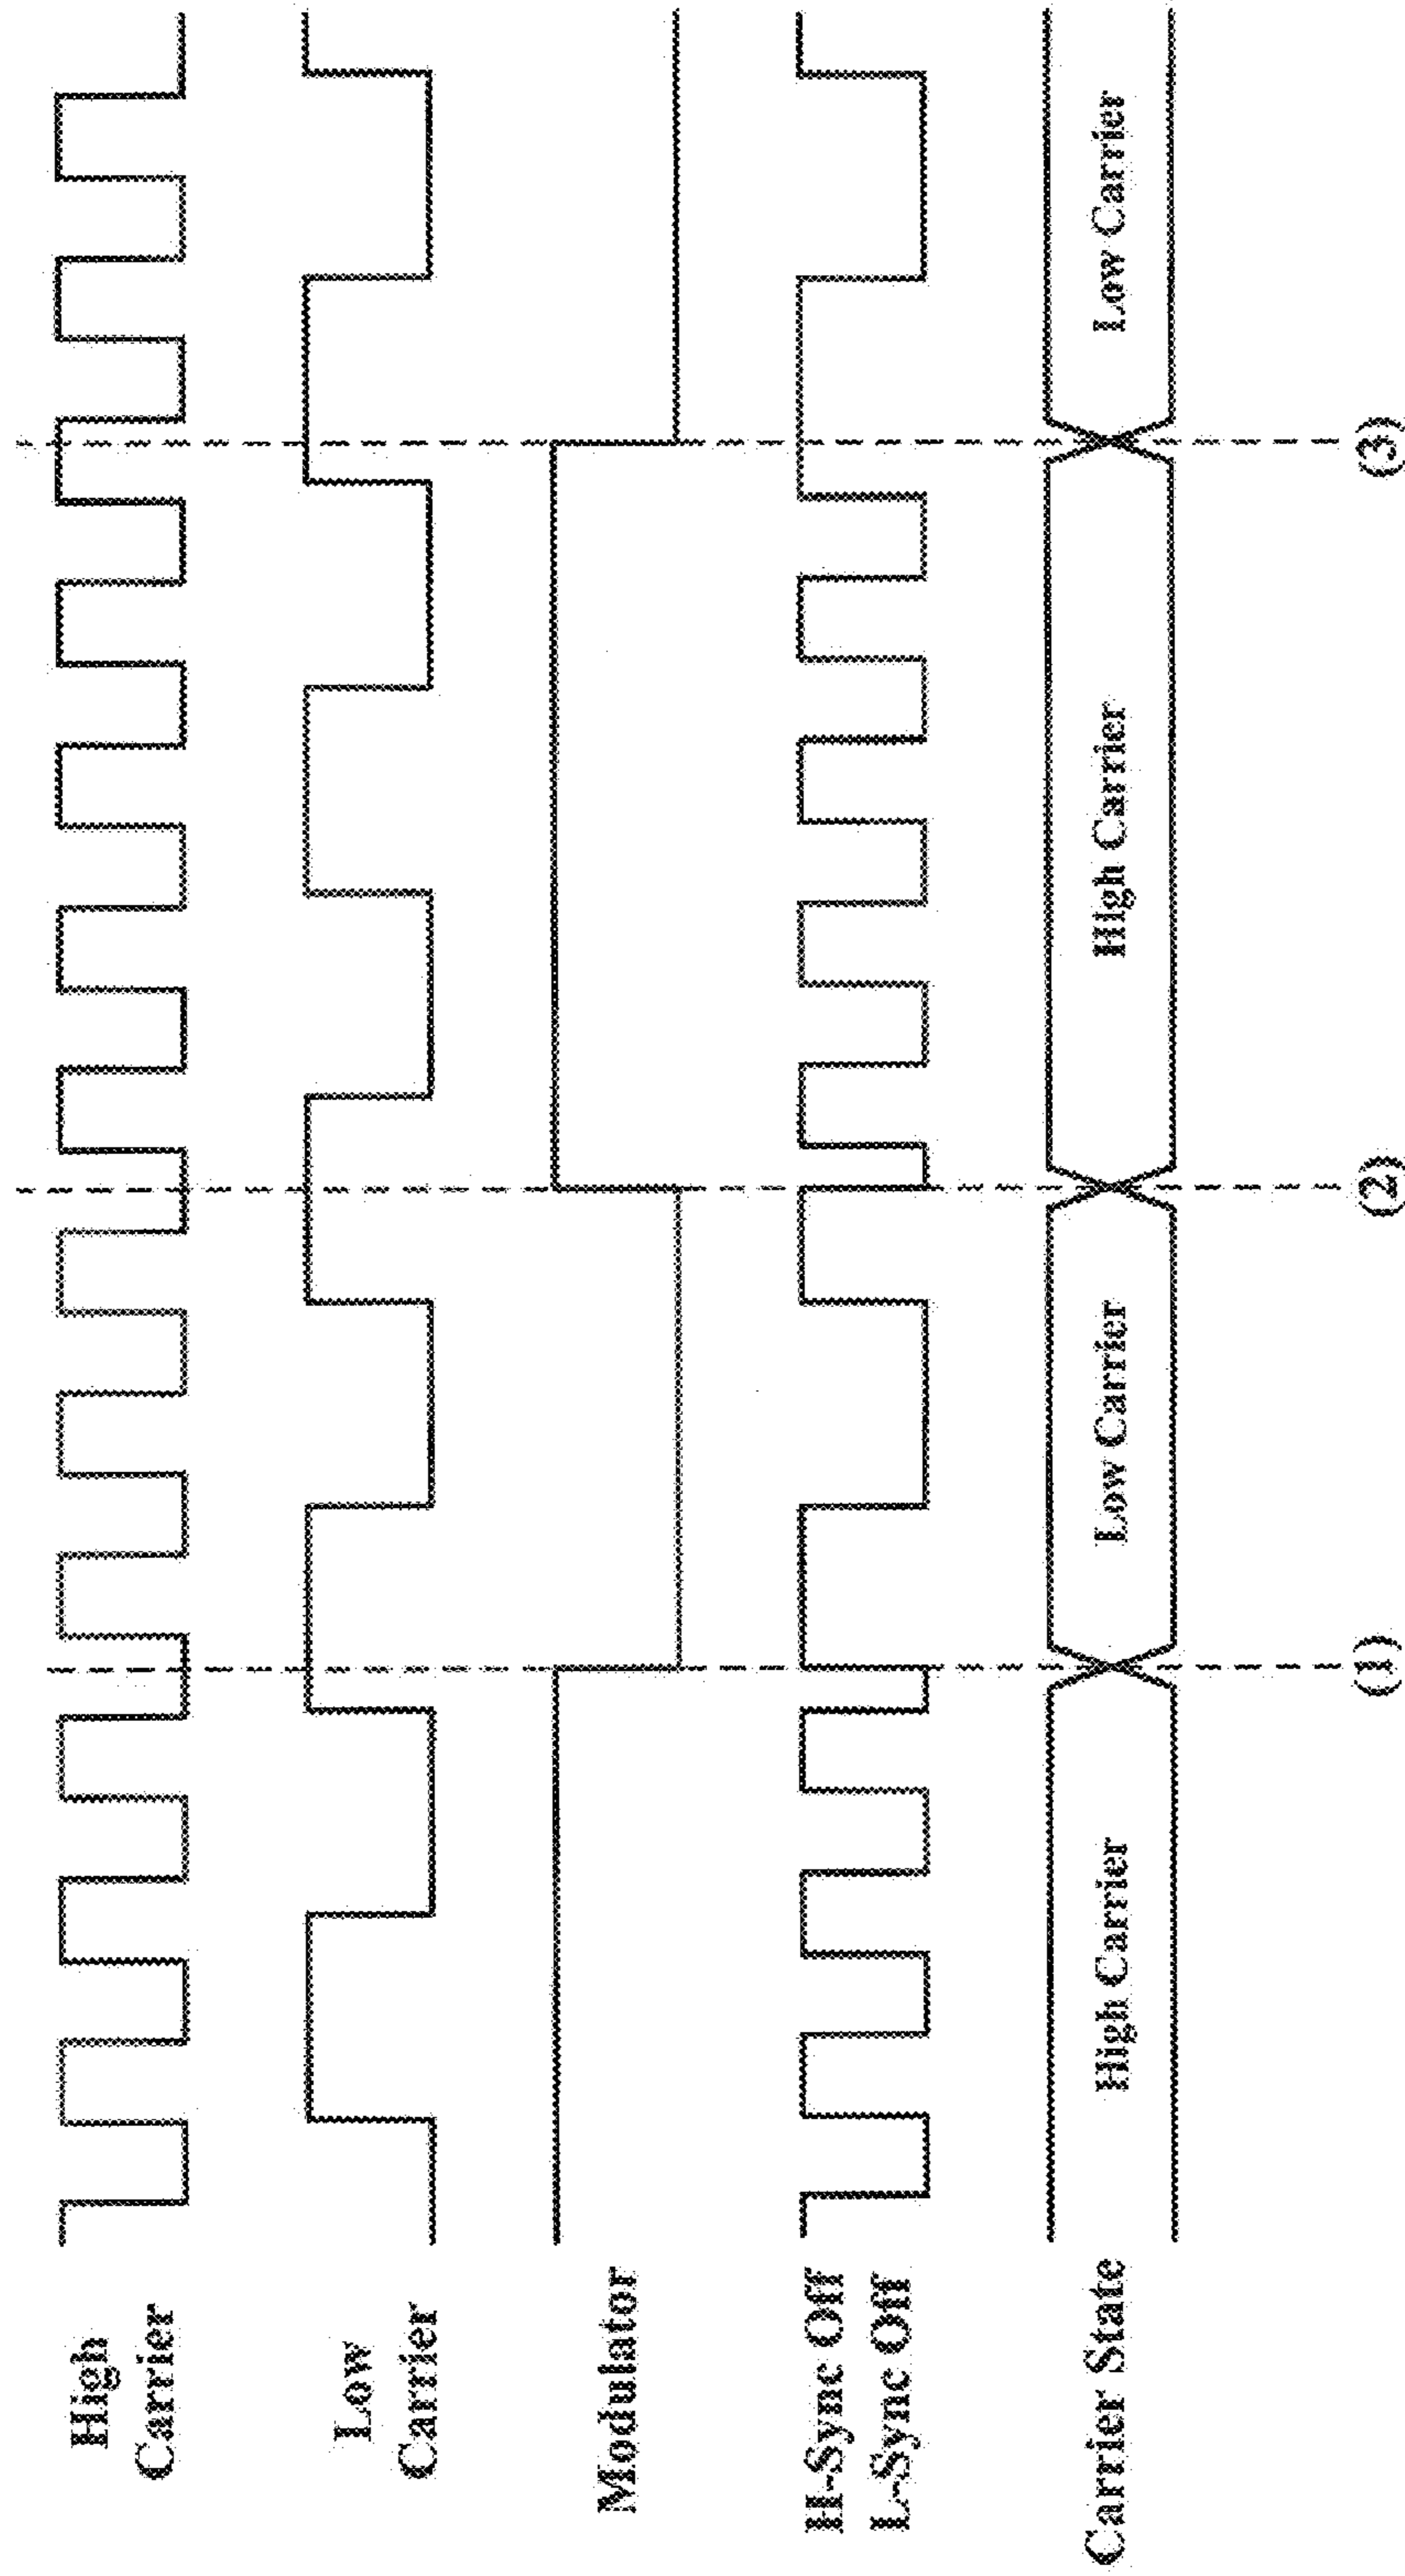 High
Carrier
Low
Carrier
Modulator
H-Sync Off
L-Sync Off
Carrier State
High Carrier
Low Carrier
High Carrier
Low Carrier
(1)
(2)
(3)